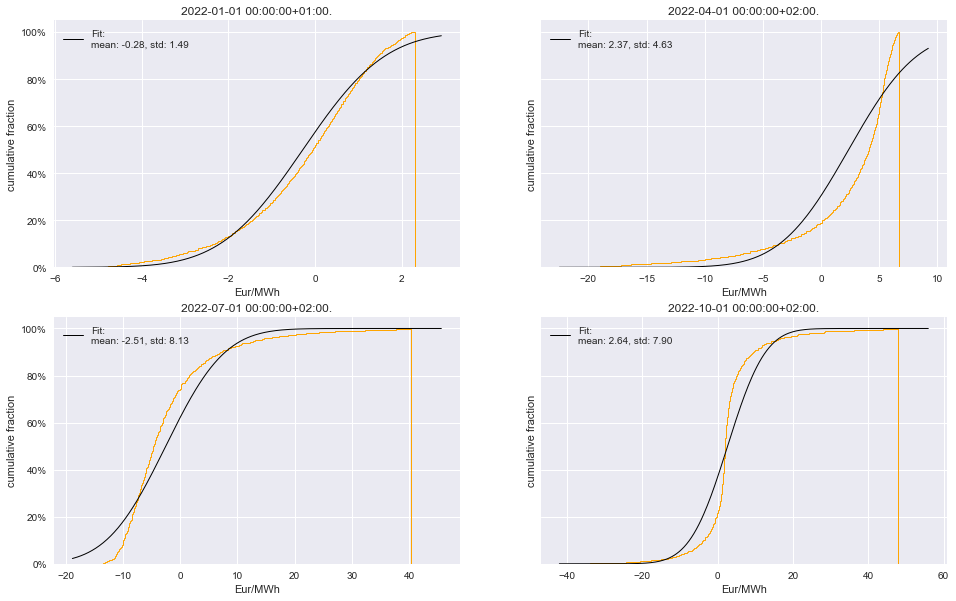 2022-01-01 00:00:00+01:00.
100%
80%
60%
40%
20%
0%
cumulative fraction
Fit:
mean: -0.28, std: 1.49
−6 −4 −2 0 2
Eur/MWh
2022-04-01 00:00:00+02:00.
cumulative fraction
Fit:
mean: 2.37, std: 4.63
−20 −15 −10 −5 0 5 10
Eur/MWh
2022-07-01 00:00:00+02:00.
100%
80%
60%
40%
20%
0%
cumulative fraction
Fit:
mean: -2.51, std: 8.13
−20 −10 0 10 20 30 40
Eur/MWh
2022-10-01 00:00:00+02:00.
cumulative fraction
Fit:
mean: 2.64, std: 7.90
−40 −20 0 20 40 60
Eur/MWh